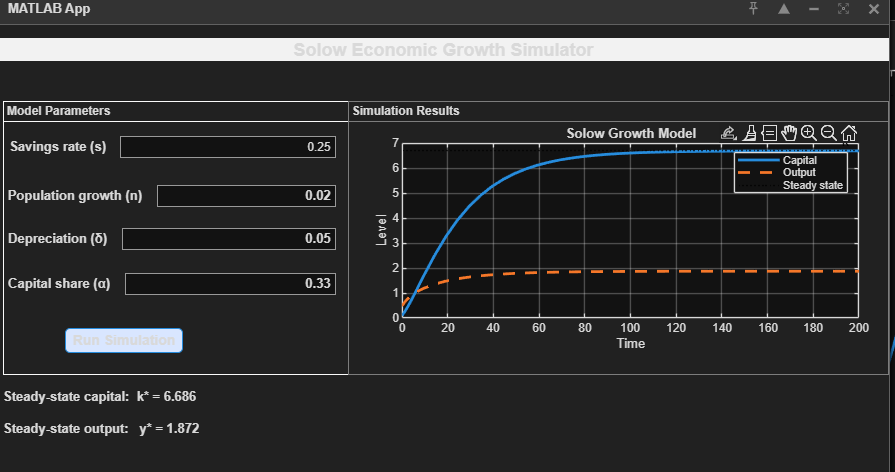 MATLAB App
Solow Economic Growth Simulator
Model Parameters
Savings rate (s) 0.25
Population growth (n) 0.02
Depreciation (δ) 0.05
Capital share (α) 0.33
Run Simulation
Simulation Results
Solow Growth Model
Capital
Output
Steady state
Level
7
6
5
4
3
2
1
0
0 20 40 60 80 100 120 140 160 180 200
Time
Steady-state capital: k* = 6.686
Steady-state output: y* = 1.872